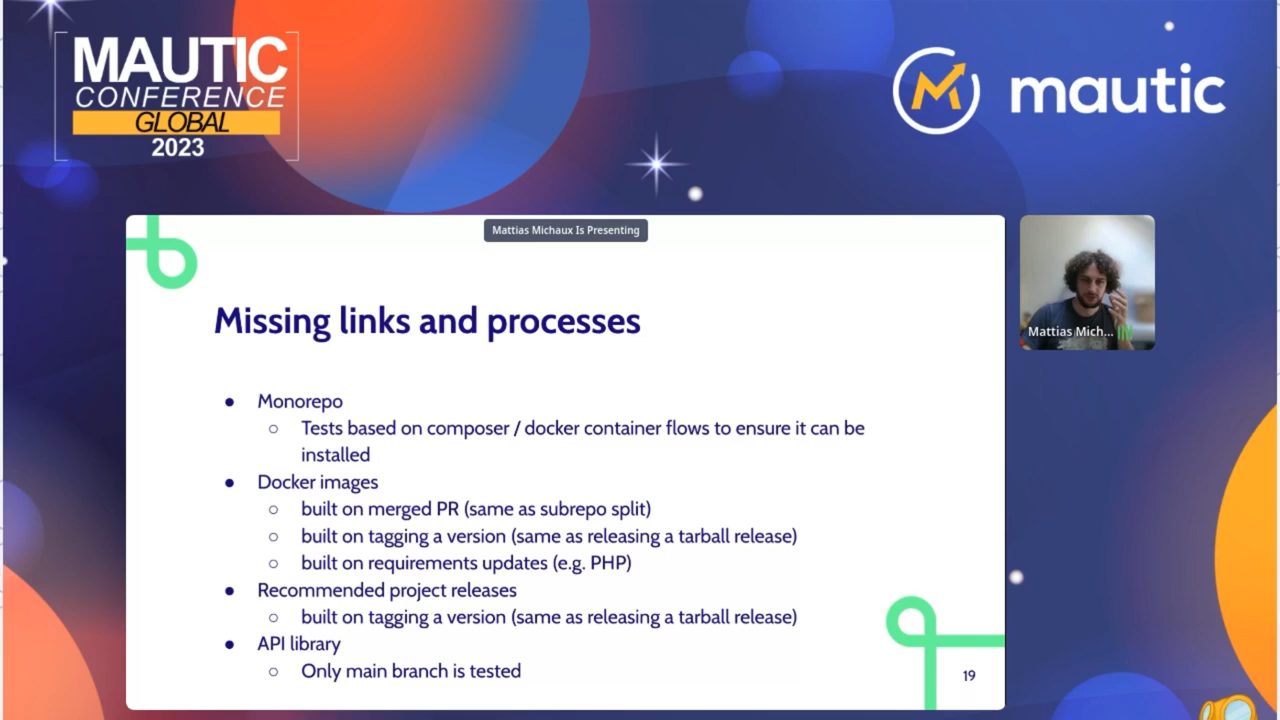 MAUTIC
CONFERENCE
GLOBAL
2023
mautic
Mattias Michaux Is Presenting
Mattias Mich...
Missing links and processes
● Monorepo
○ Tests based on composer / docker container flows to ensure it can be
installed
● Docker images
○ built on merged PR (same as subrepo split)
○ built on tagging a version (same as releasing a tarball release)
○ built on requirements updates (e.g. PHP)
● Recommended project releases
○ built on tagging a version (same as releasing a tarball release)
● API library
○ Only main branch is tested
19